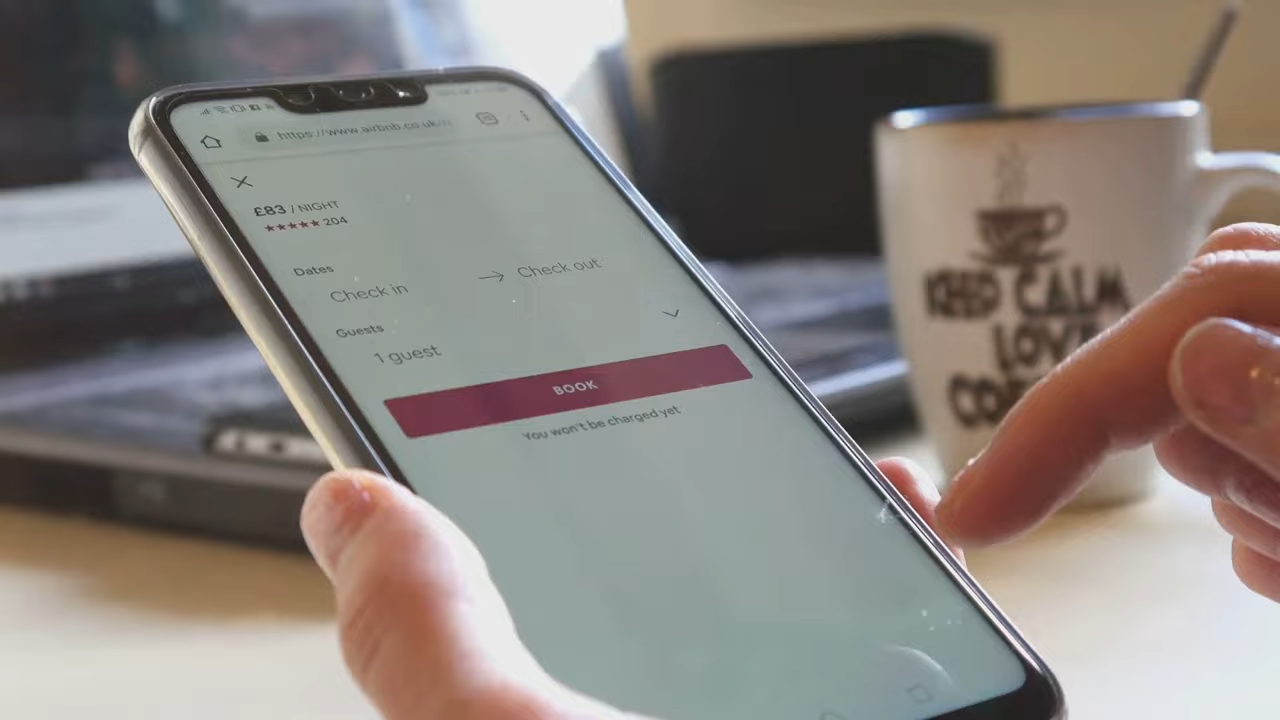 https://www.airbnb.co.uk/
£83 / NIGHT
204
Dates
Check in → Check out
Guests
1 guest
BOOK
You won't be charged yet
KEEP CALM
LOVE